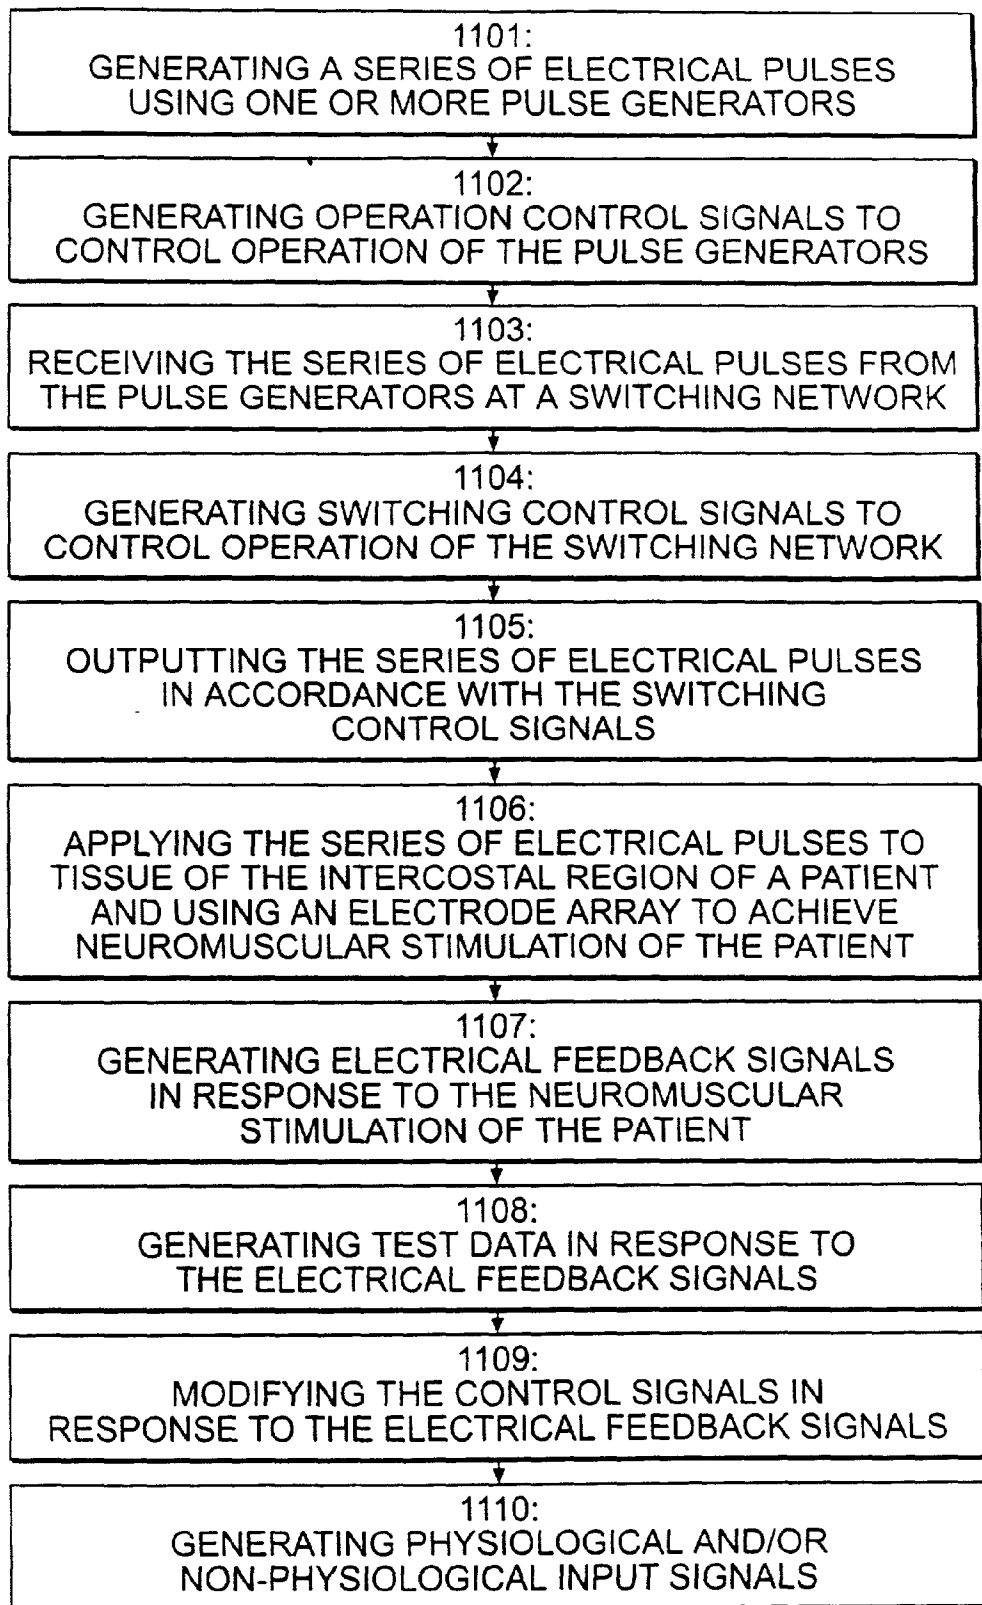 1101:
GENERATING A SERIES OF ELECTRICAL PULSES
USING ONE OR MORE PULSE GENERATORS
1102:
GENERATING OPERATION CONTROL SIGNALS TO
CONTROL OPERATION OF THE PULSE GENERATORS
1103:
RECEIVING THE SERIES OF ELECTRICAL PULSES FROM
THE PULSE GENERATORS AT A SWITCHING NETWORK
1104:
GENERATING SWITCHING CONTROL SIGNALS TO
CONTROL OPERATION OF THE SWITCHING NETWORK
1105:
OUTPUTTING THE SERIES OF ELECTRICAL PULSES
IN ACCORDANCE WITH THE SWITCHING
CONTROL SIGNALS
1106:
APPLYING THE SERIES OF ELECTRICAL PULSES TO
TISSUE OF THE INTERCOSTAL REGION OF A PATIENT
AND USING AN ELECTRODE ARRAY TO ACHIEVE
NEUROMUSCULAR STIMULATION OF THE PATIENT
1107:
GENERATING ELECTRICAL FEEDBACK SIGNALS
IN RESPONSE TO THE NEUROMUSCULAR
STIMULATION OF THE PATIENT
1108:
GENERATING TEST DATA IN RESPONSE TO
THE ELECTRICAL FEEDBACK SIGNALS
1109:
MODIFYING THE CONTROL SIGNALS IN
RESPONSE TO THE ELECTRICAL FEEDBACK SIGNALS
1110:
GENERATING PHYSIOLOGICAL AND/OR
NON-PHYSIOLOGICAL INPUT SIGNALS